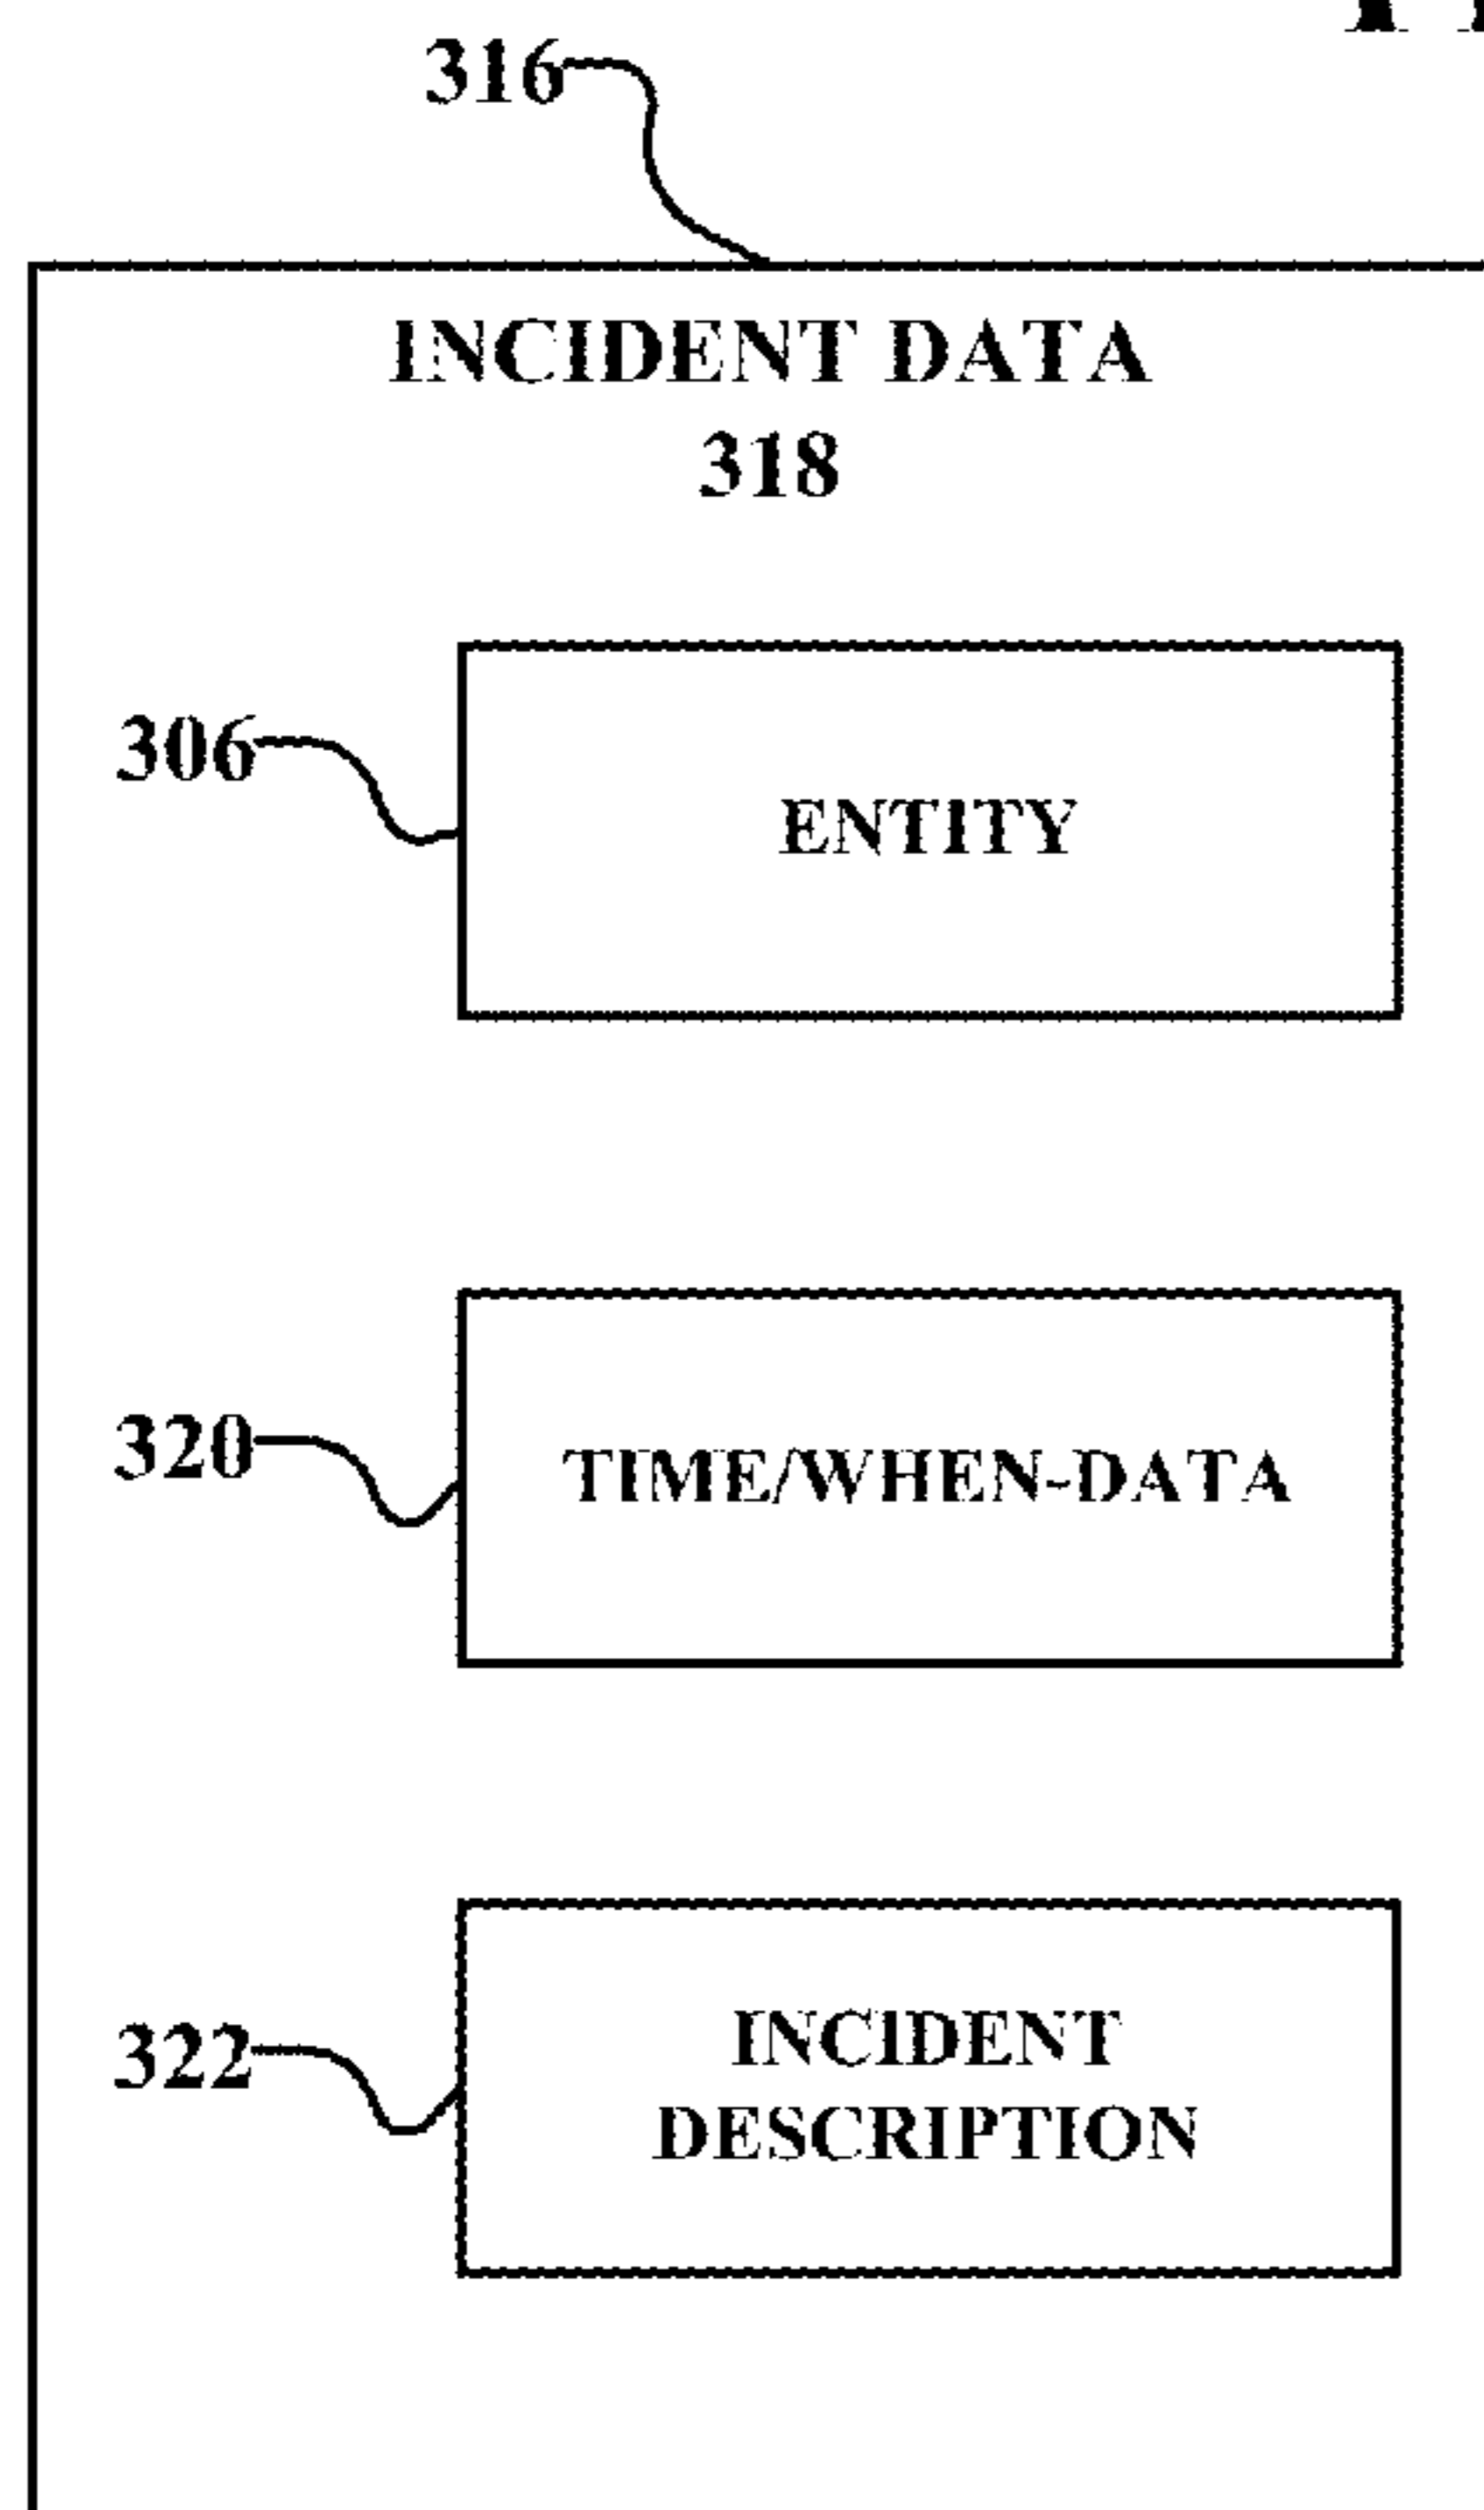 316
INCIDENT DATA
318
306
ENTITY
320
TIME/WHEN-DATA
322
INCIDENT
DESCRIPTION